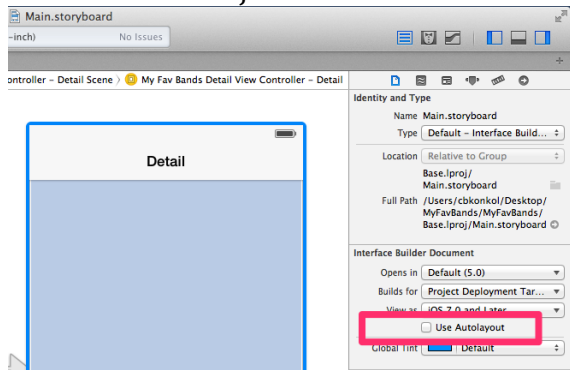 Main.storyboard
-inch) No Issues
ontroller – Detail Scene My Fav Bands Detail View Controller – Detail
Identity and Type
Name Main.storyboard
Type Default – Interface Build...
Location Relative to Group
Base.lproj/
Main.storyboard
Full Path /Users/cbkonkol/Desktop/
MyFavBands/MyFavBands/
Base.lproj/Main.storyboard
Detail
Interface Builder Document
Opens in Default (5.0)
Builds for Project Deployment Tar...
View as iOS 7.0 and Later
Use Autolayout
Global Tint Default